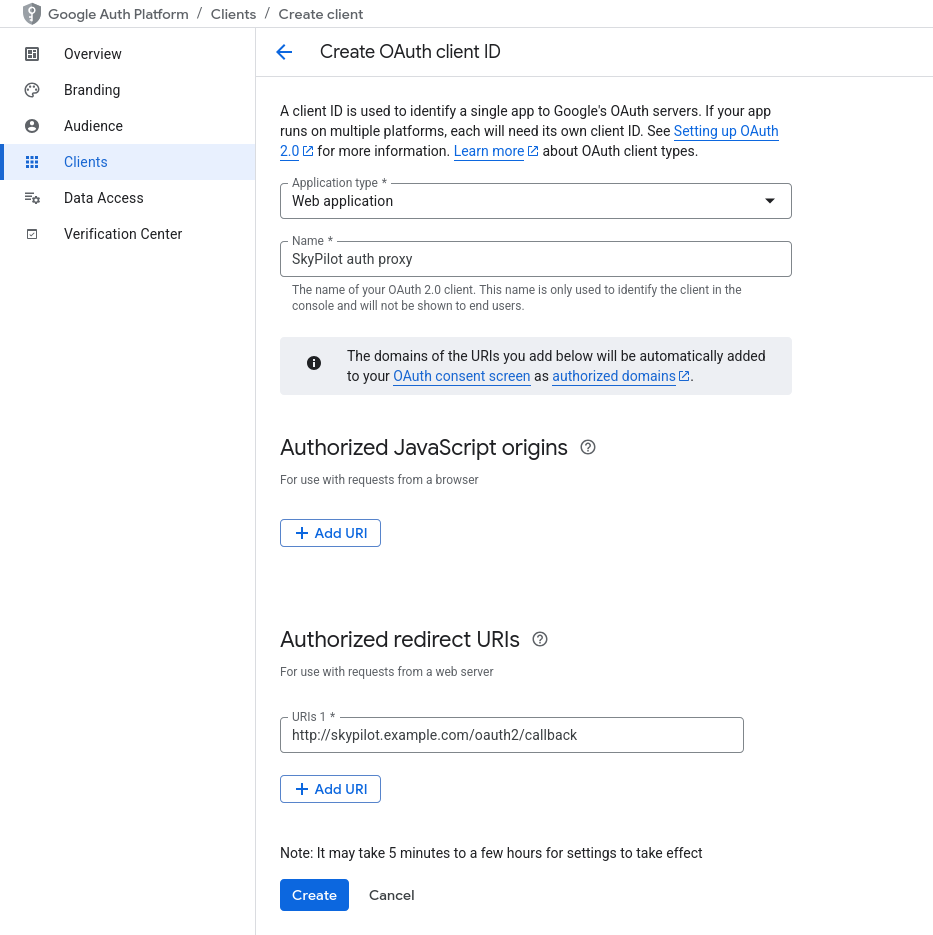 Google Auth Platform / Clients / Create client
Overview
Branding
Audience
Clients
Data Access
Verification Center
Create OAuth client ID
A client ID is used to identify a single app to Google's OAuth servers. If your app
runs on multiple platforms, each will need its own client ID. See Setting up OAuth
2.0 for more information. Learn more about OAuth client types.
Application type *
Web application
Name *
SkyPilot auth proxy
The name of your OAuth 2.0 client. This name is only used to identify the client in the
console and will not be shown to end users.
The domains of the URIs you add below will be automatically added
to your OAuth consent screen as authorized domains.
Authorized JavaScript origins
For use with requests from a browser
+ Add URI
Authorized redirect URIs
For use with requests from a web server
URIs 1 *
http://skypilot.example.com/oauth2/callback
+ Add URI
Note: It may take 5 minutes to a few hours for settings to take effect
Create Cancel